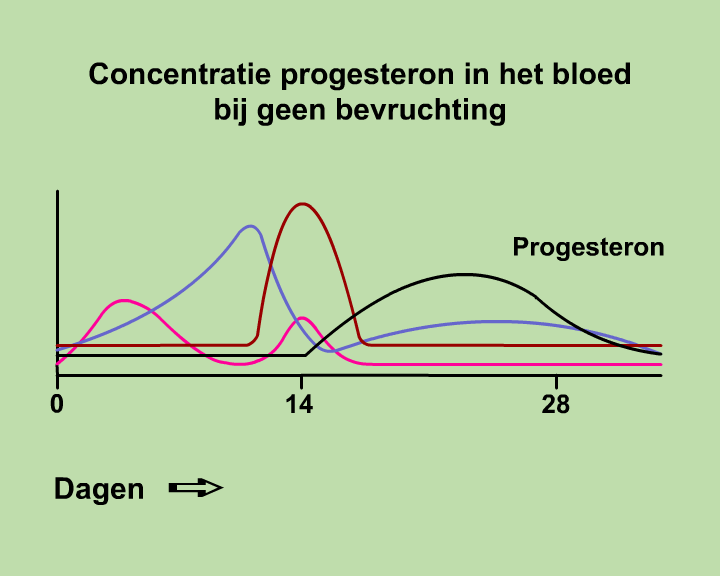 Concentratie progesteron in het bloed
bij geen bevruchting
Progesteron
0 14 28
Dagen